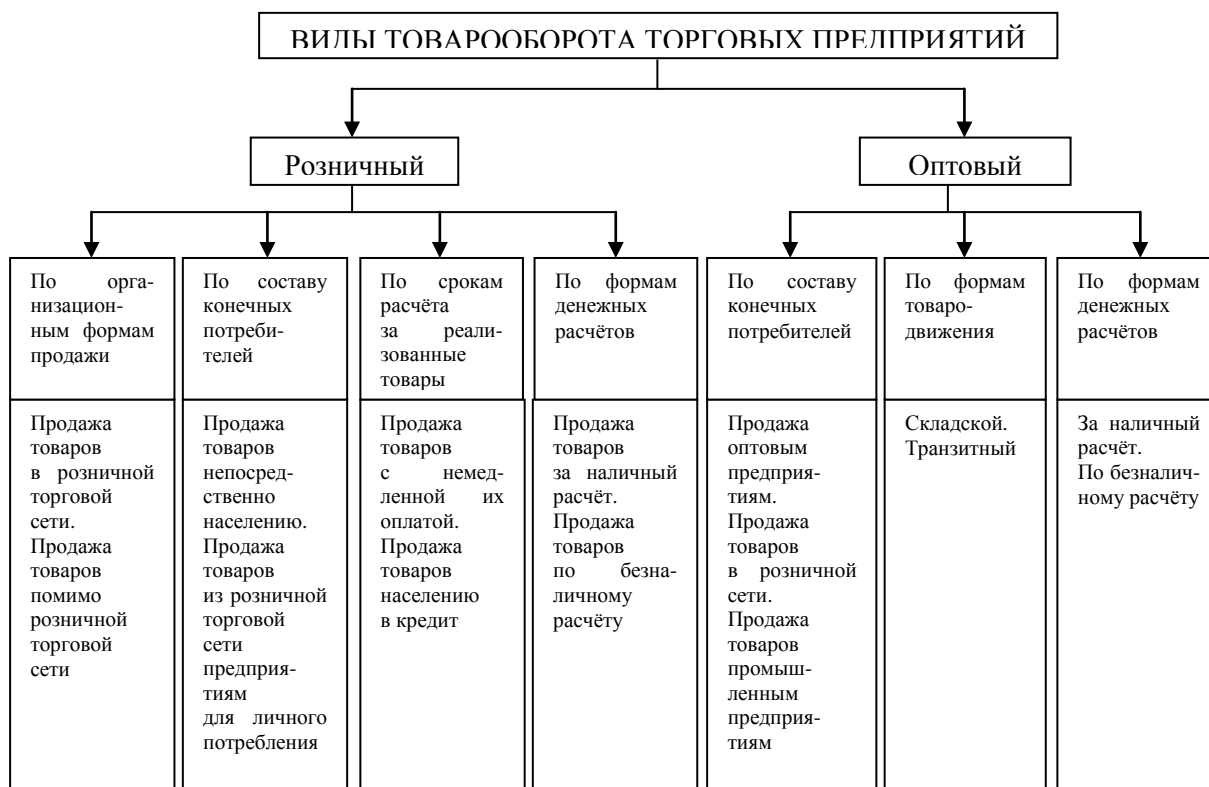 ВИДЫ ТОВАРООБОРОТА ТОРГОВЫХ ПРЕДПРИЯТИЙ
Розничный
Оптовый
По орга-
низацион-
ным формам
продажи
По составу
конечных
потреби-
телей
По срокам
расчёта
за реали-
зованные
товары
По формам
денежных
расчётов
По составу
конечных
потребителей
По формам
товаро-
движения
По формам
денежных
расчётов
Продажа
товаров
в розничной
торговой
сети.
Продажа
товаров
помимо
розничной
торговой
сети
Продажа
товаров
непосред-
ственно
населению.
Продажа
товаров
из розничной
торговой
сети
предприя-
тиям
для личного
потребления
Продажа
товаров
с немед-
ленной их
оплатой.
Продажа
товаров
населению
в кредит
Продажа
товаров
за наличный
расчёт.
Продажа
товаров
по безна-
личному
расчёту
Продажа
оптовым
предприя-
тиям.
Продажа
товаров
в розничной
сети.
Продажа
товаров
промыш-
ленным
предприя-
тиям
Складской.
Транзитный
За наличный
расчёт.
По безналич-
ному расчёту